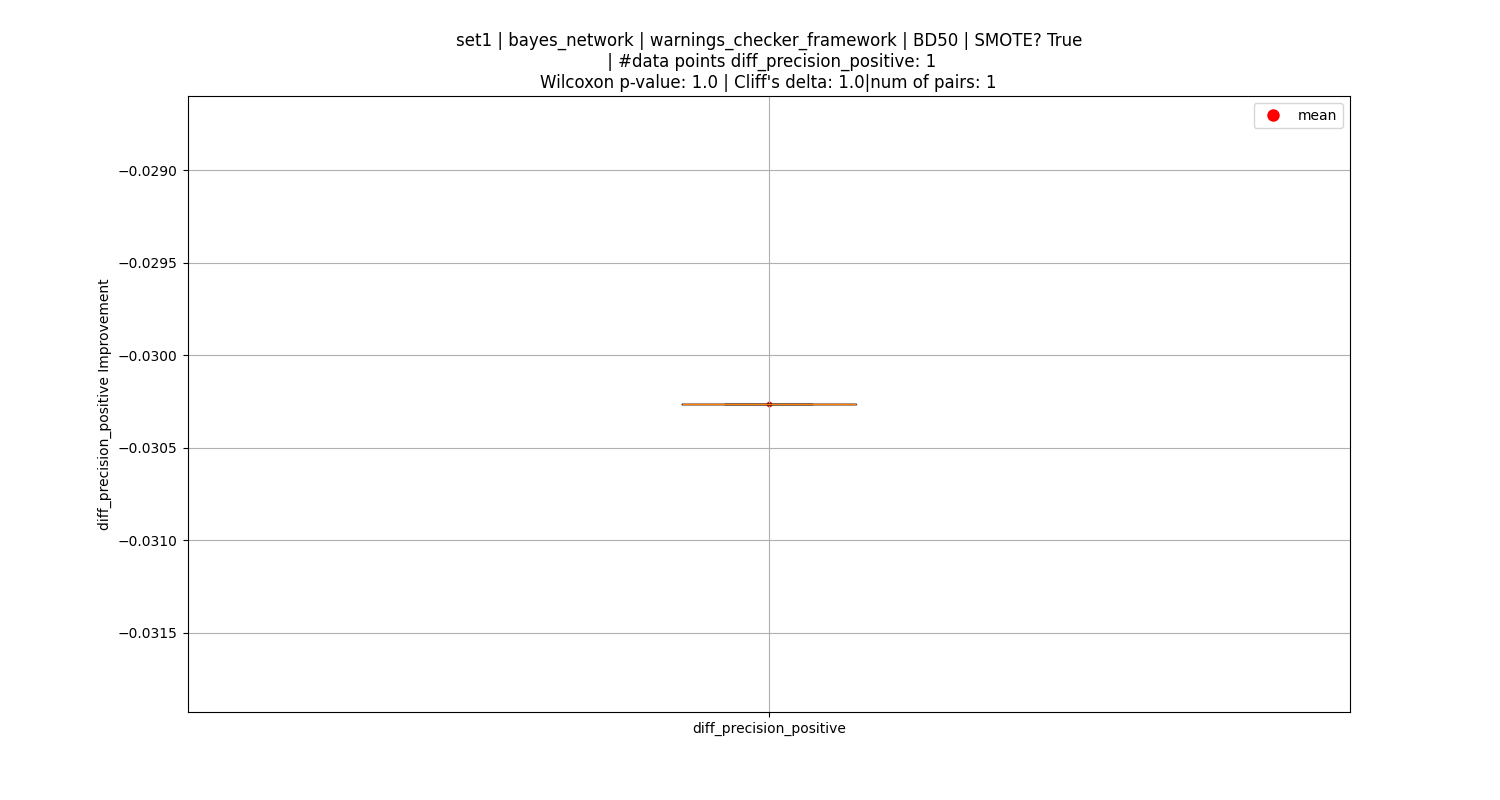 set1 | bayes_network | warnings_checker_framework | BD50 | SMOTE? True
| #data points diff_precision_positive: 1
Wilcoxon p-value: 1.0 | Cliff's delta: 1.0|num of pairs: 1
mean
−0.0290
−0.0295
−0.0300
−0.0305
−0.0310
−0.0315
diff_precision_positive Improvement
diff_precision_positive